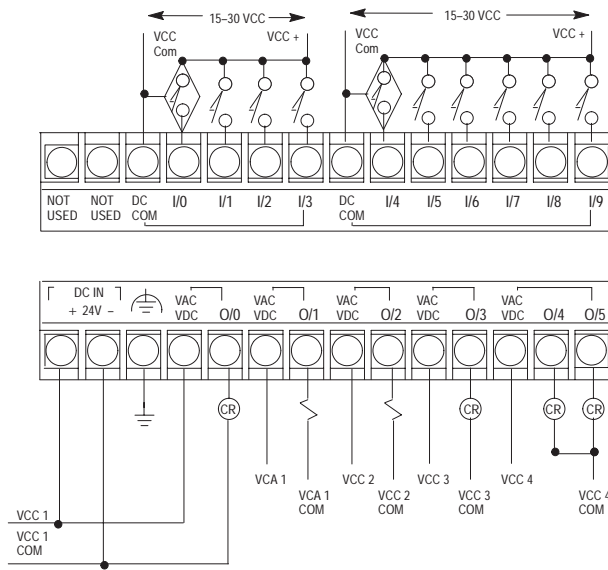 15–30 VCC
15–30 VCC
VCC
Com
VCC +
VCC
Com
VCC +
NOT
USED
NOT
USED
DC
COM
I/0
I/1
I/2
I/3
DC
COM
I/4
I/5
I/6
I/7
I/8
I/9
DC IN
+ 24V –
VAC
VDC
O/0
VAC
VDC
O/1
VAC
VDC
O/2
VAC
VDC
O/3
VAC
VDC
O/4
O/5
CR
CR
CR
CR
VCA 1
VCA 1
COM
VCC 2
VCC 2
COM
VCC 3
VCC 3
COM
VCC 4
VCC 4
COM
VCC 1
VCC 1
COM